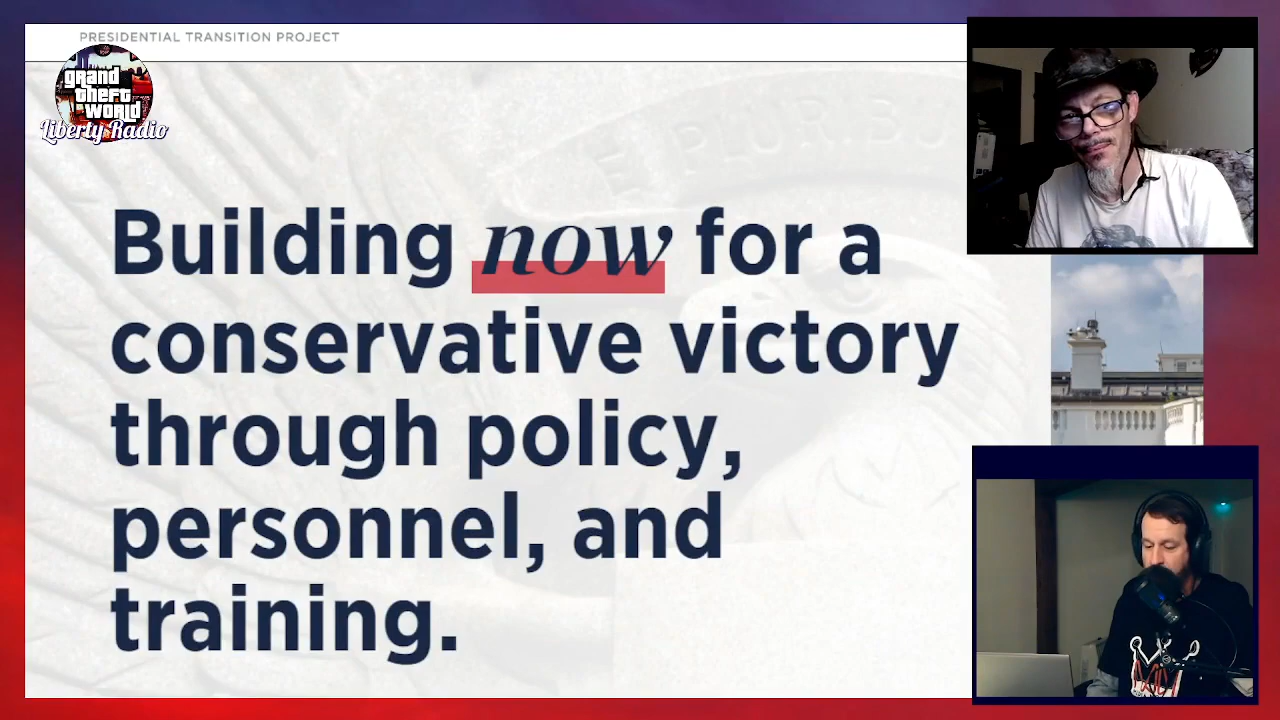 PRESIDENTIAL TRANSITION PROJECT
grand
theft
world
Liberty Radio
Building now for a
conservative victory
through policy,
personnel, and
training.